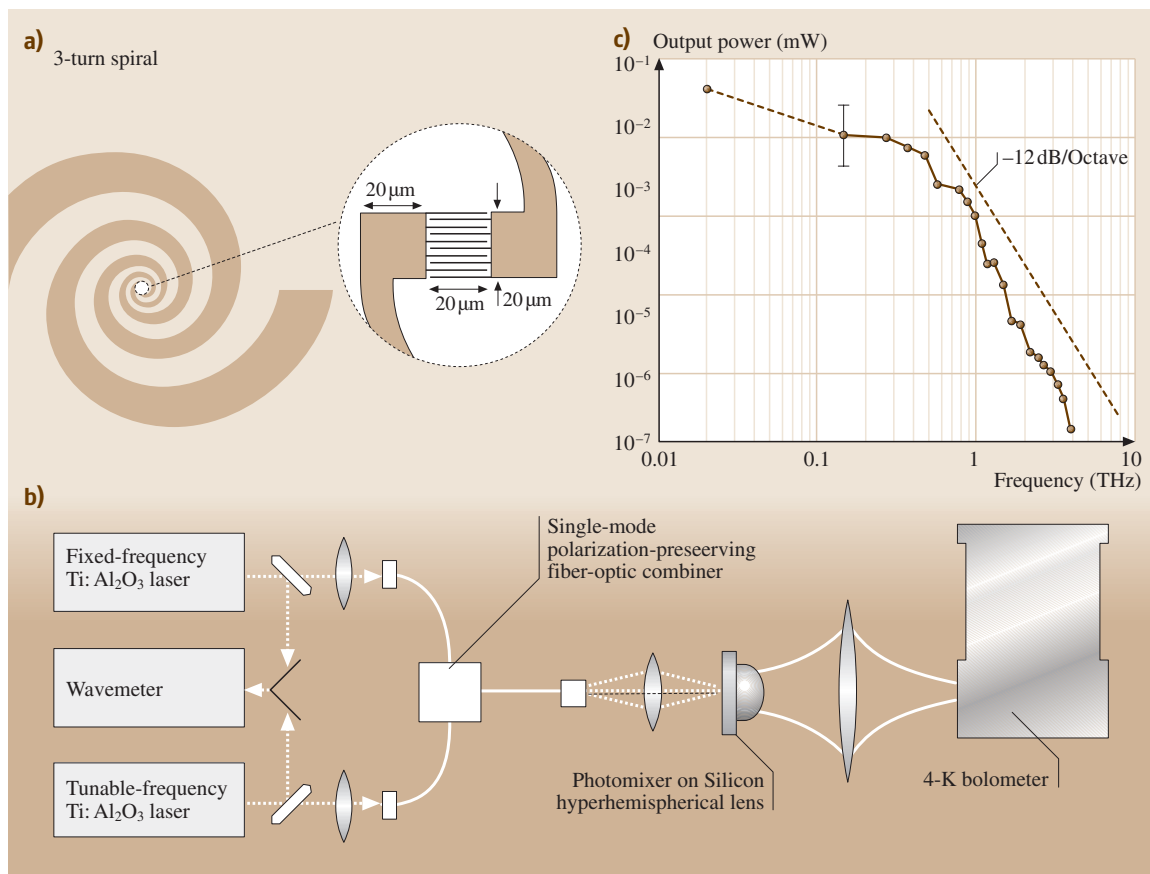 a)
3-turn spiral
20 µm
20 µm
20 µm
c)
Output power (mW)
10⁻¹
10⁻²
10⁻³
10⁻⁴
10⁻⁵
10⁻⁶
10⁻⁷
–12 dB/Octave
0.01
0.1
1
10
Frequency (THz)
b)
Fixed-frequency
Ti: Al₂O₃ laser
Wavemeter
Tunable-frequency
Ti: Al₂O₃ laser
Single-mode
polarization-preseerving
fiber-optic combiner
Photomixer on Silicon
hyperhemispherical lens
4-K bolometer